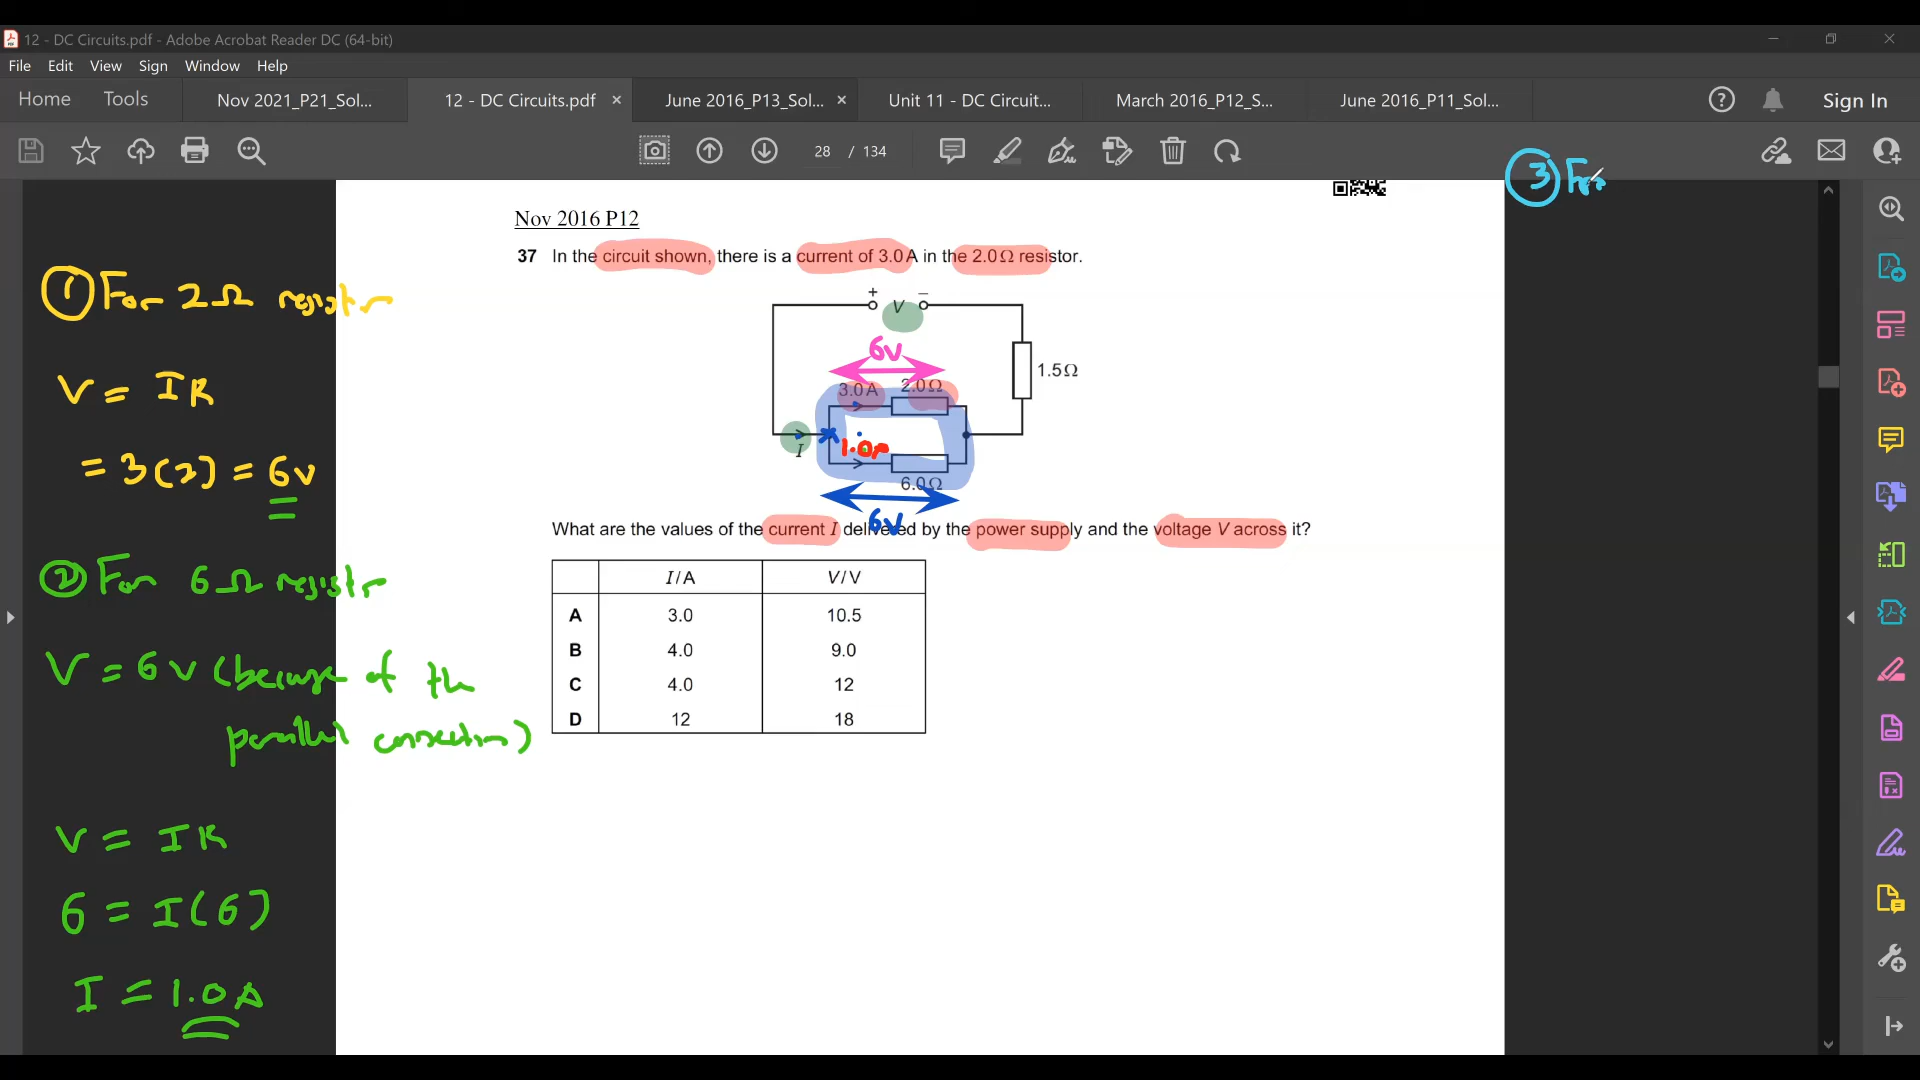 12 - DC Circuits.pdf - Adobe Acrobat Reader DC (64-bit)
File Edit View Sign Window Help
Home Tools Nov 2021_P21_Sol... 12 - DC Circuits.pdf × June 2016_P13_Sol... × Unit 11 - DC Circuit... March 2016_P12_S... June 2016_P11_Sol... Sign In
28 / 134
③ For
Nov 2016 P12
37 In the circuit shown, there is a current of 3.0 A in the 2.0 Ω resistor.
① For 2Ω resistor
V = IR
= 3(2) = 6V
② For 6Ω resistor
V = 6V (because of the
parallel connection)
V = IR
6 = I(6)
I = 1.0 A
+ V –
6V
1.5 Ω
3.0 A 2.0 Ω
I
1.0A
6.0 Ω
6V
What are the values of the current I delivered by the power supply and the voltage V across it?
I / A V / V
A 3.0 10.5
B 4.0 9.0
C 4.0 12
D 12 18